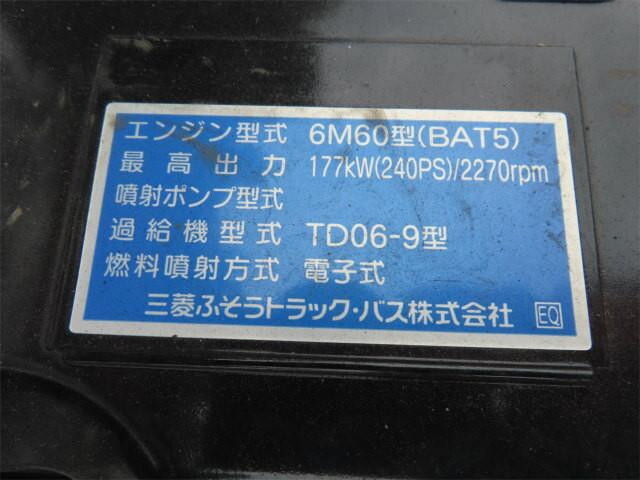 エンジン型式 6M60型(BAT5)
最高出力 177kW(240PS)/2270rpm
噴射ポンプ型式
過給機型式 TD06-9型
燃料噴射方式 電子式
三菱ふそうトラック・バス株式会社 EQ